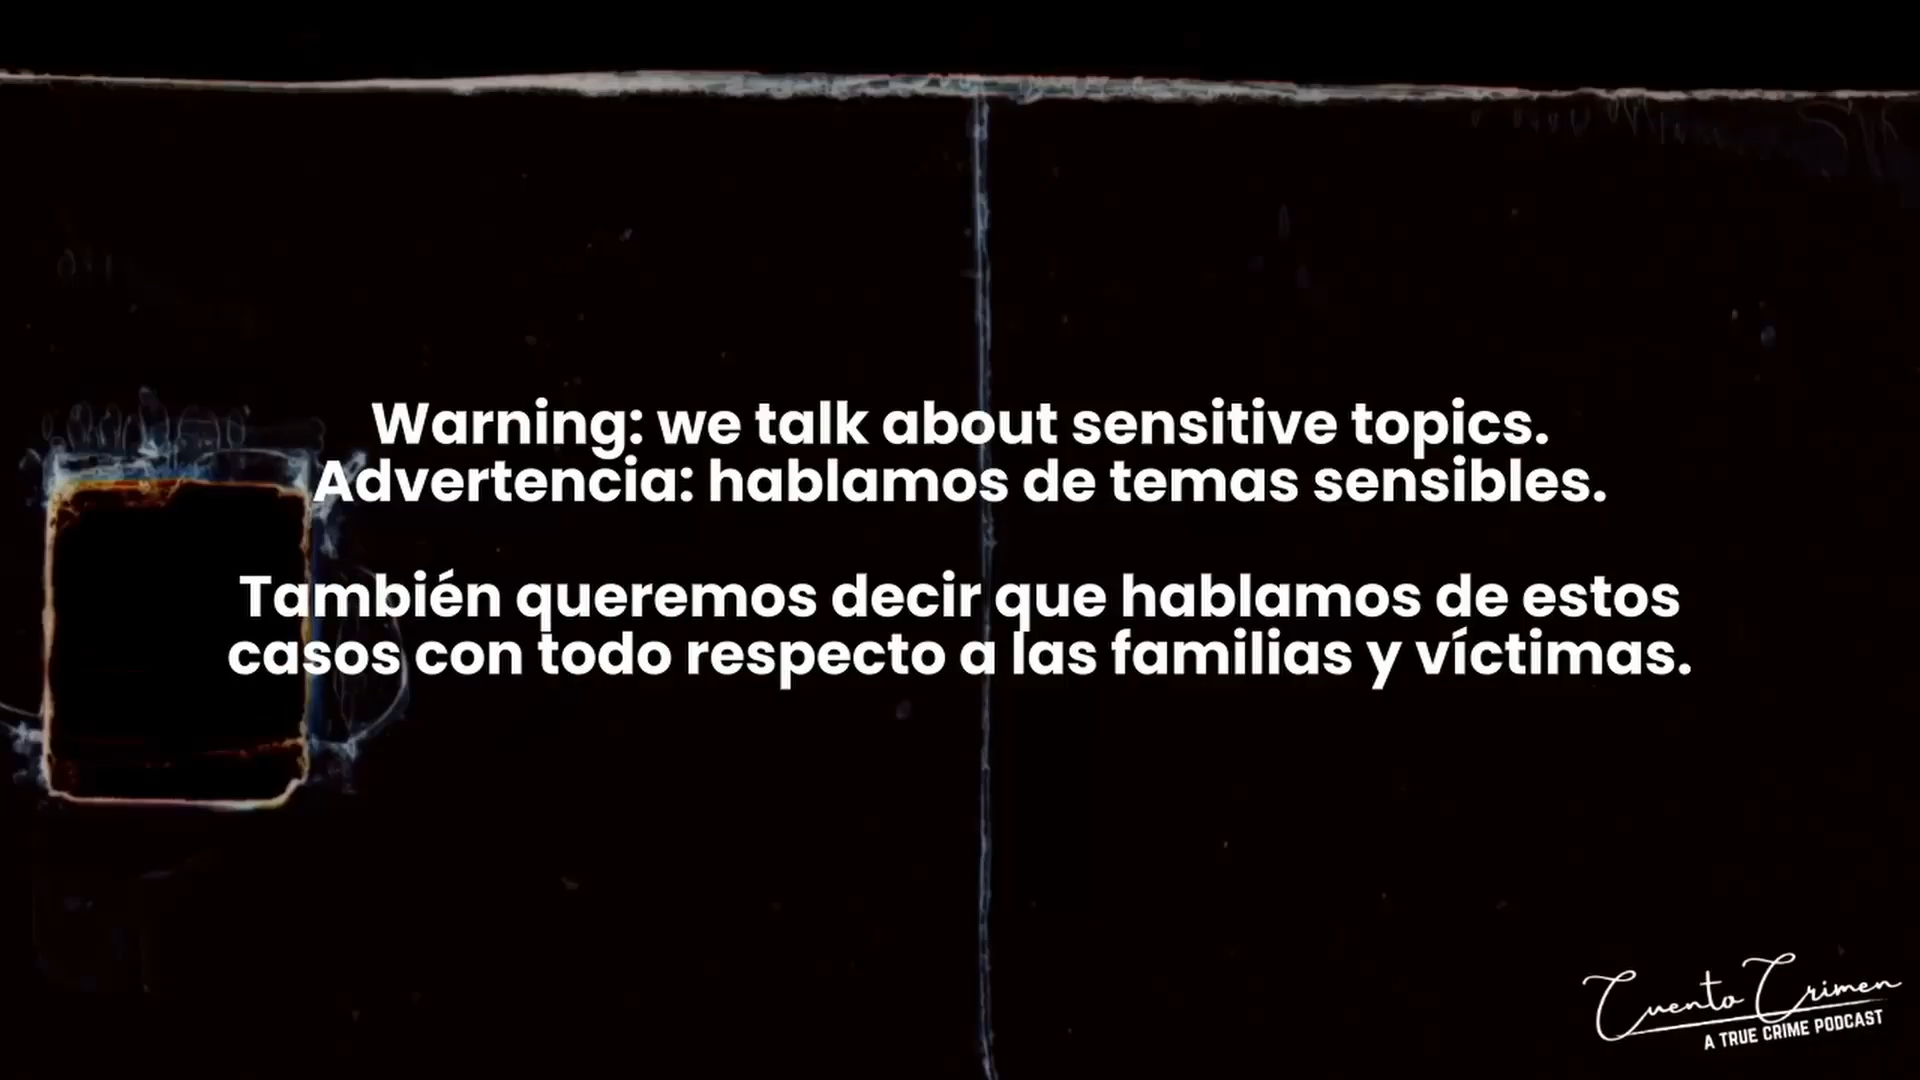 Warning: we talk about sensitive topics.
Advertencia: hablamos de temas sensibles.
También queremos decir que hablamos de estos
casos con todo respecto a las familias y víctimas.
Cuento Crimen
A TRUE CRIME PODCAST